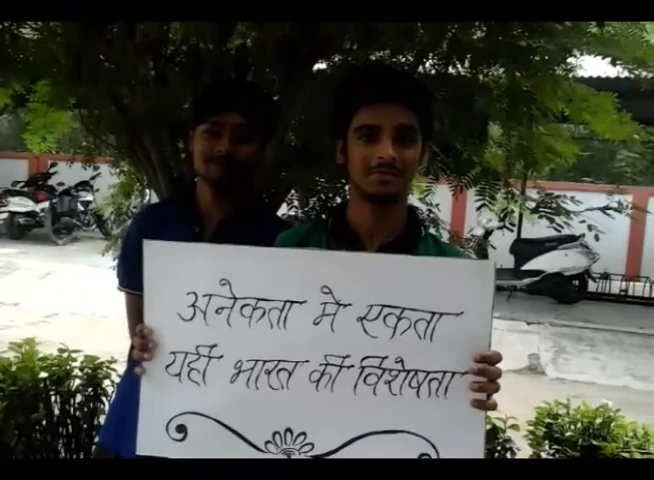 अनेकता मे एकता
यही भारत की विशेषता